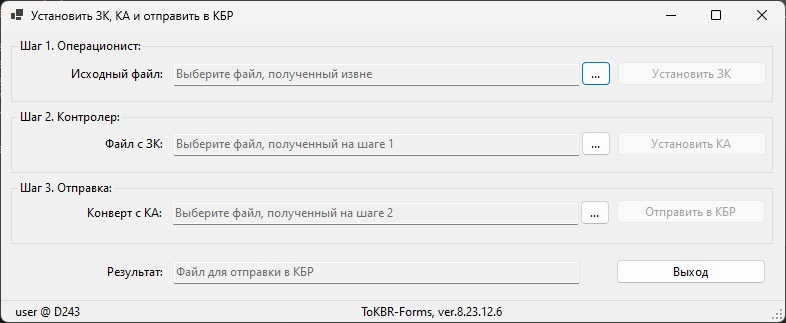 Установить ЗК, КА и отправить в КБР
Шаг 1. Операционист:
Исходный файл: Выберите файл, полученный извне ... Установить ЗК
Шаг 2. Контролер:
Файл с ЗК: Выберите файл, полученный на шаге 1 ... Установить КА
Шаг 3. Отправка:
Конверт с КА: Выберите файл, полученный на шаге 2 ... Отправить в КБР
Результат: Файл для отправки в КБР Выход
user @ D243 ToKBR-Forms, ver.8.23.12.6